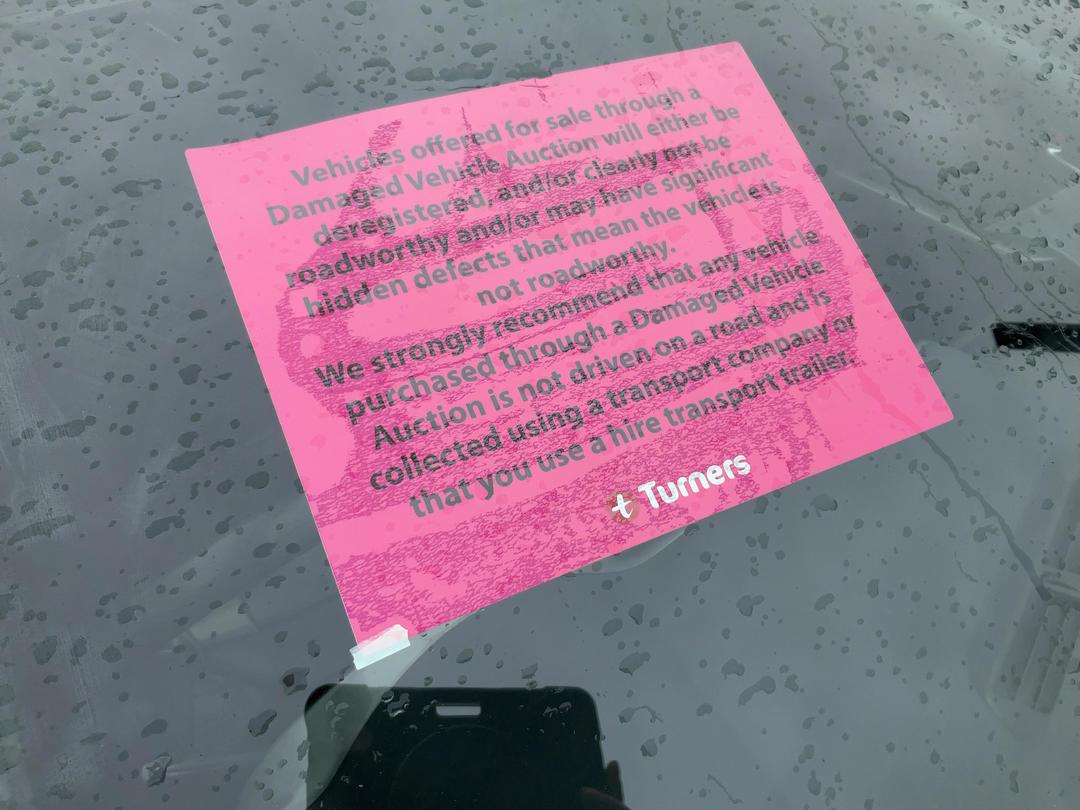 Vehicles offered for sale through a
Damaged Vehicle Auction will either be
deregistered, and/or clearly not be
roadworthy and/or may have significant
hidden defects that mean the vehicle is
not roadworthy.
We strongly recommend that any vehicle
purchased through a Damaged Vehicle
Auction is not driven on a road and is
collected using a transport company or
that you use a hire transport trailer.
t Turners